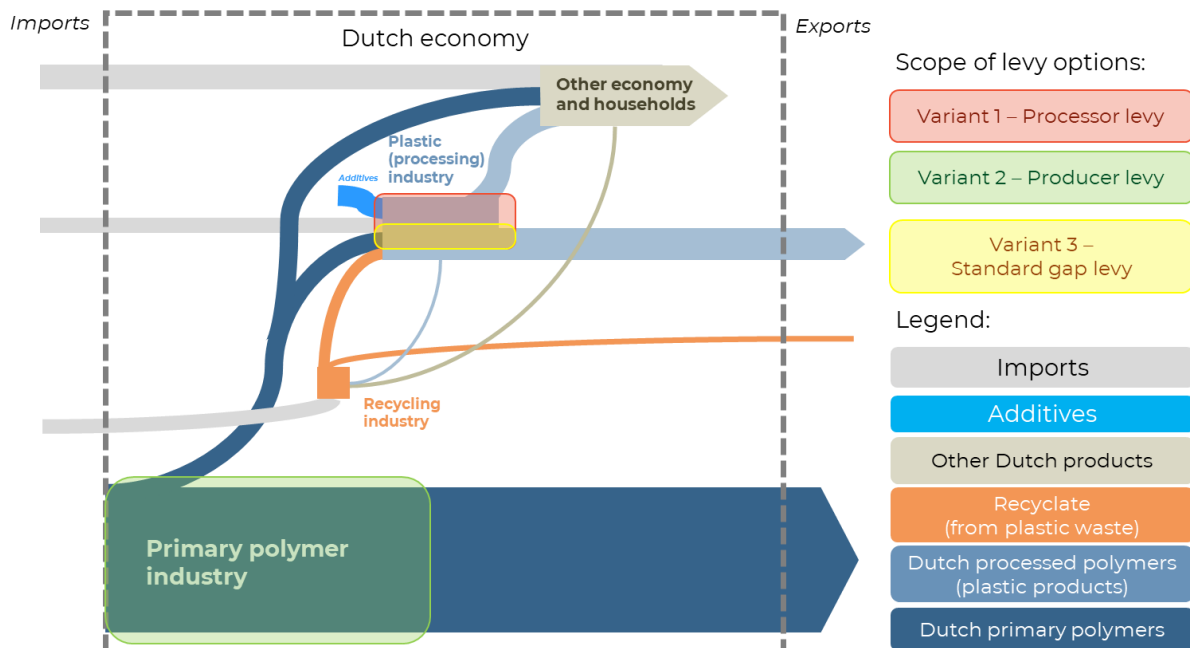 Imports
Dutch economy
Exports
Other economy
and households
Plastic
(processing)
industry
Additives
Recycling
industry
Primary polymer
industry
Scope of levy options:
Variant 1 – Processor levy
Variant 2 – Producer levy
Variant 3 –
Standard gap levy
Legend:
Imports
Additives
Other Dutch products
Recyclate
(from plastic waste)
Dutch processed polymers
(plastic products)
Dutch primary polymers